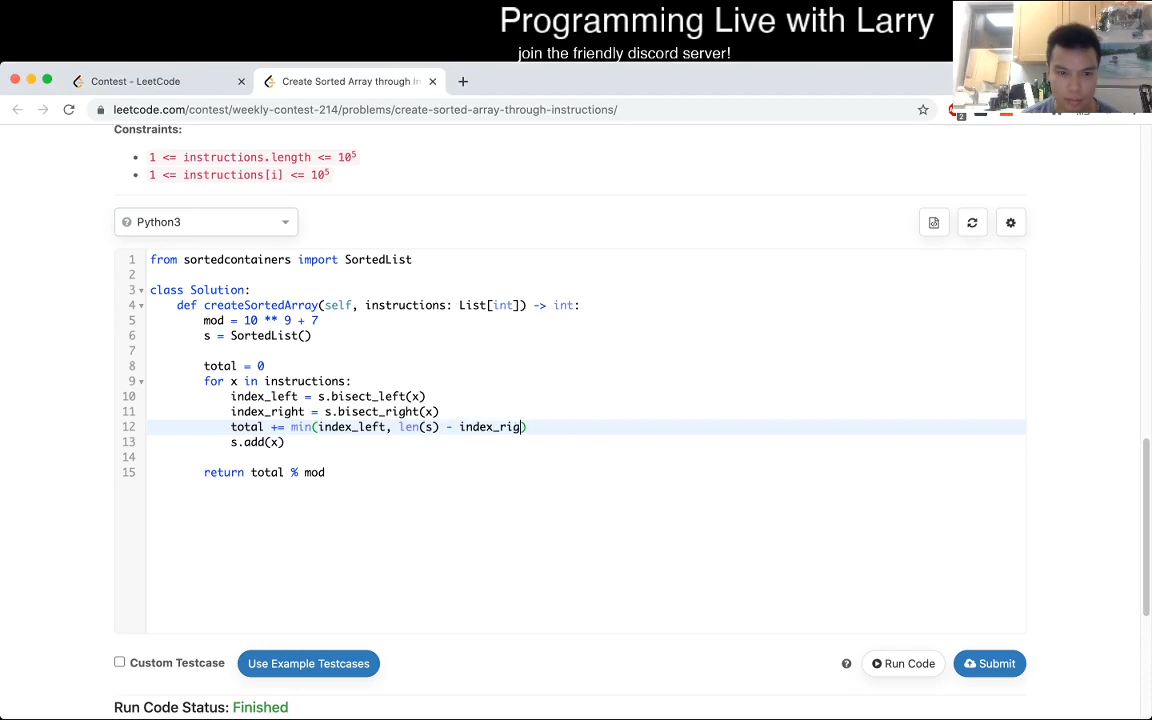 Programming Live with Larry
join the friendly discord server!
Contest - LeetCode
Create Sorted Array through In
leetcode.com/contest/weekly-contest-214/problems/create-sorted-array-through-instructions/
2
Constraints:
1 <= instructions.length <= 10⁵
1 <= instructions[i] <= 10⁵
Python3
1 from sortedcontainers import SortedList
2
3 class Solution:
4 def createSortedArray(self, instructions: List[int]) -> int:
5 mod = 10 ** 9 + 7
6 s = SortedList()
7
8 total = 0
9 for x in instructions:
10 index_left = s.bisect_left(x)
11 index_right = s.bisect_right(x)
12 total += min(index_left, len(s) - index_rig)
13 s.add(x)
14
15 return total % mod
Custom Testcase
Use Example Testcases
? Run Code
Submit
Run Code Status: Finished